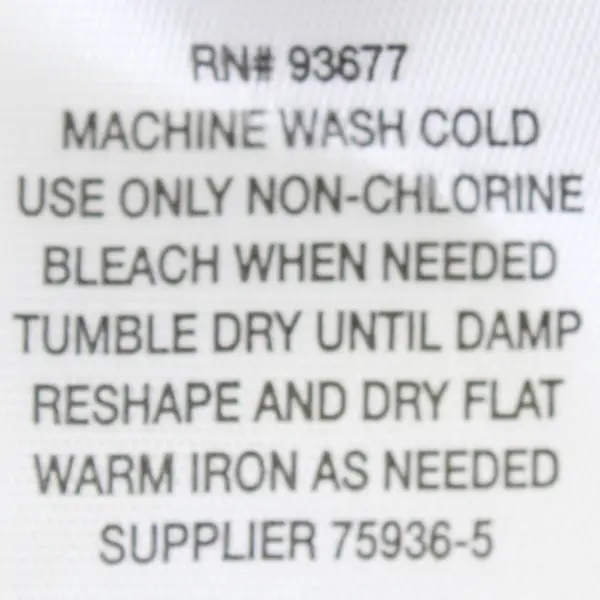 RN# 93677
MACHINE WASH COLD
USE ONLY NON-CHLORINE
BLEACH WHEN NEEDED
TUMBLE DRY UNTIL DAMP
RESHAPE AND DRY FLAT
WARM IRON AS NEEDED
SUPPLIER 75936-5